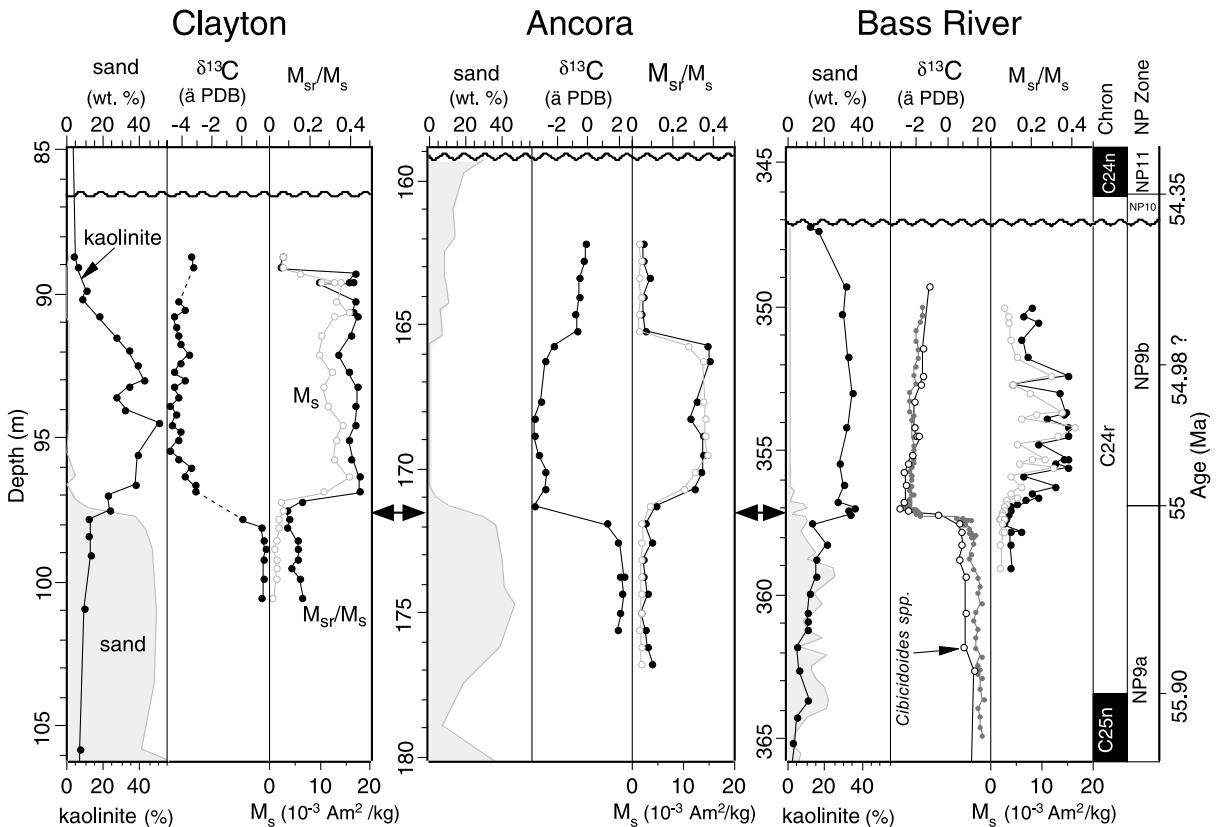 Clayton Ancora Bass River
sand δ13C Msr/Ms sand δ13C Msr/Ms sand δ13C Msr/Ms
(wt. %) (ä PDB) (wt. %) (ä PDB) (wt. %) (ä PDB)
0 20 40 -4 -2 0 0 0.2 0.4 0 20 40 -2 0 0 0.2 0.4 0 20 40 -2 0 0.2 0.4
Chron
NP Zone
85
90
95
100
105
Depth (m)
kaolinite
Ms
Msr/Ms
sand
160
165
170
175
180
345
350
355
360
365
Cibicidoides spp.
C24n
C24r
C25n
NP11
NP10
NP9b
NP9a
54.35
54.98 ?
55
55.90
Age (Ma)
0 20 40 0 10 20 0 10 20 0 20 40 0 10 20
kaolinite (%) Ms (10-3 Am2/kg) Ms (10-3 Am2/kg) kaolinite (%) Ms (10-3 Am2/kg)